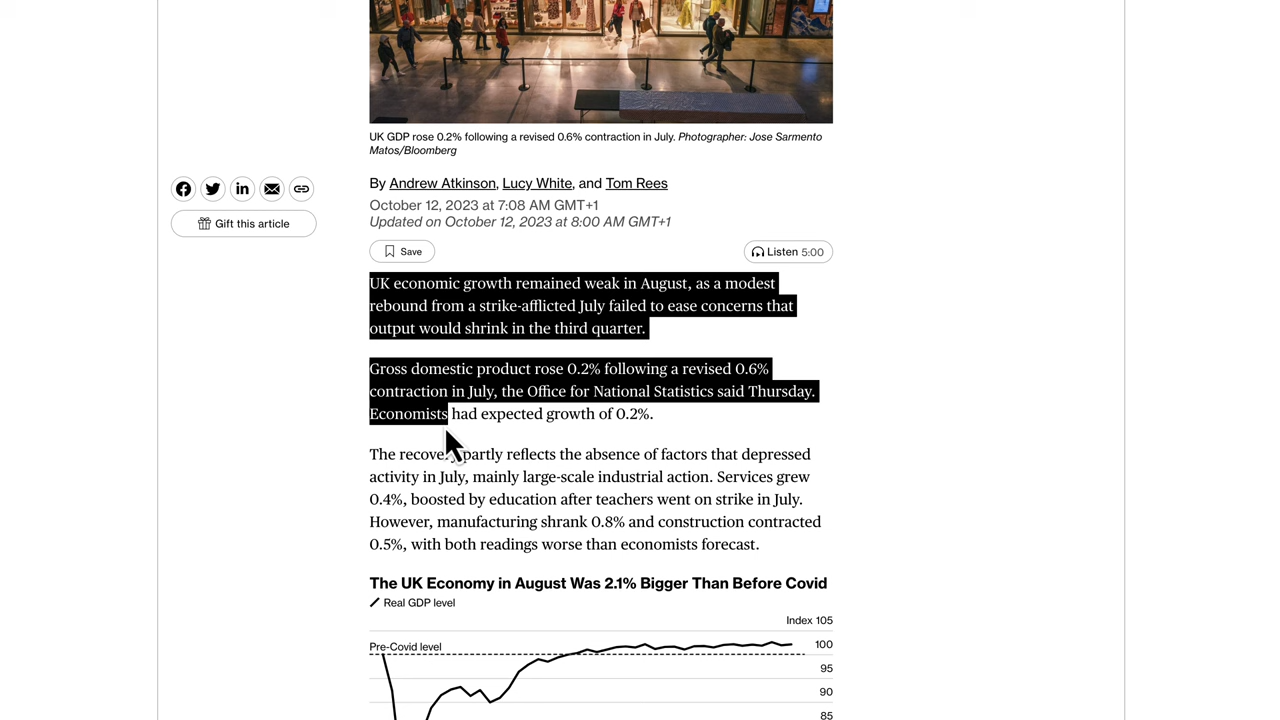 UK GDP rose 0.2% following a revised 0.6% contraction in July. Photographer: Jose Sarmento
Matos/Bloomberg
By Andrew Atkinson, Lucy White, and Tom Rees
October 12, 2023 at 7:08 AM GMT+1
Gift this article
Updated on October 12, 2023 at 8:00 AM GMT+1
Save
Listen 5:00
UK economic growth remained weak in August, as a modest
rebound from a strike-afflicted July failed to ease concerns that
output would shrink in the third quarter.
Gross domestic product rose 0.2% following a revised 0.6%
contraction in July, the Office for National Statistics said Thursday.
Economists had expected growth of 0.2%.
The recovery partly reflects the absence of factors that depressed
activity in July, mainly large-scale industrial action. Services grew
0.4%, boosted by education after teachers went on strike in July.
However, manufacturing shrank 0.8% and construction contracted
0.5%, with both readings worse than economists forecast.
The UK Economy in August Was 2.1% Bigger Than Before Covid
Real GDP level
Index 105
Pre-Covid level
100
95
90
85